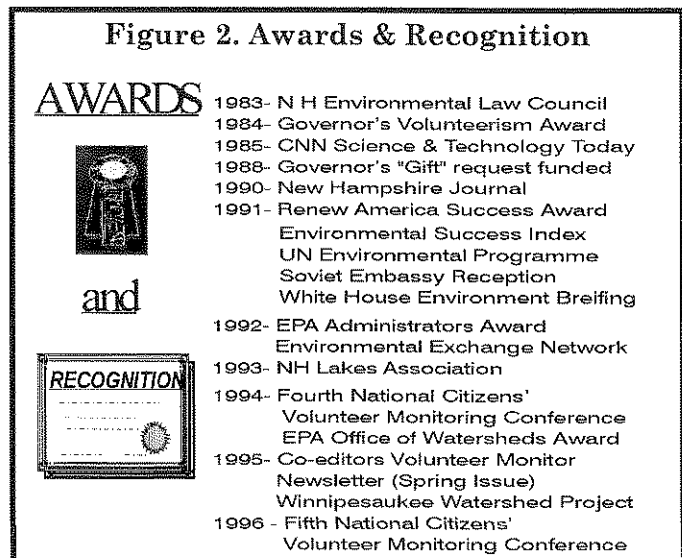 Figure 2. Awards & Recognition
AWARDS
1983- N H Environmental Law Council
1984- Governor's Volunteerism Award
1985- CNN Science & Technology Today
1988- Governor's "Gift" request funded
1990- New Hampshire Journal
1991- Renew America Success Award
Environmental Success Index
UN Environmental Programme
Soviet Embassy Reception
White House Environment Breifing
and
1992- EPA Administrators Award
Environmental Exchange Network
1993- NH Lakes Association
RECOGNITION
1994- Fourth National Citizens'
Volunteer Monitoring Conference
EPA Office of Watersheds Award
1995- Co-editors Volunteer Monitor
Newsletter (Spring Issue)
Winnipesaukee Watershed Project
1996 - Fifth National Citizens'
Volunteer Monitoring Conference